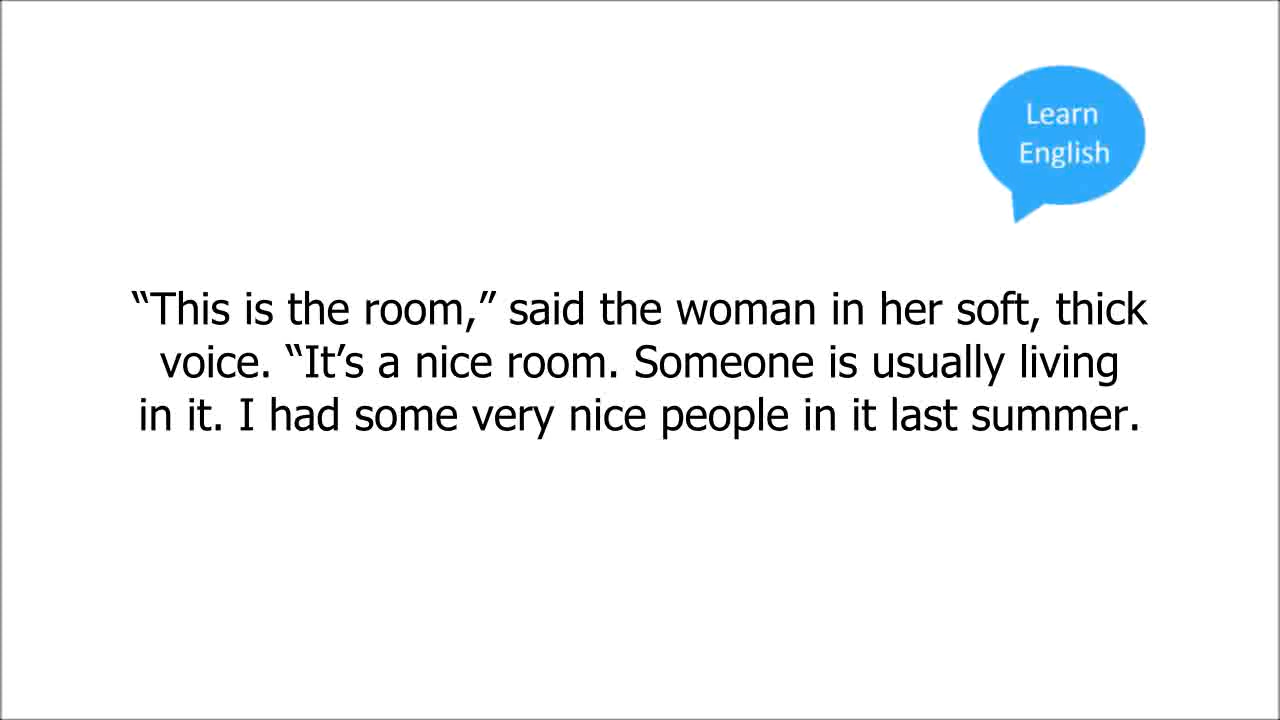 Learn
English
“This is the room,” said the woman in her soft, thick
voice. “It’s a nice room. Someone is usually living
in it. I had some very nice people in it last summer.